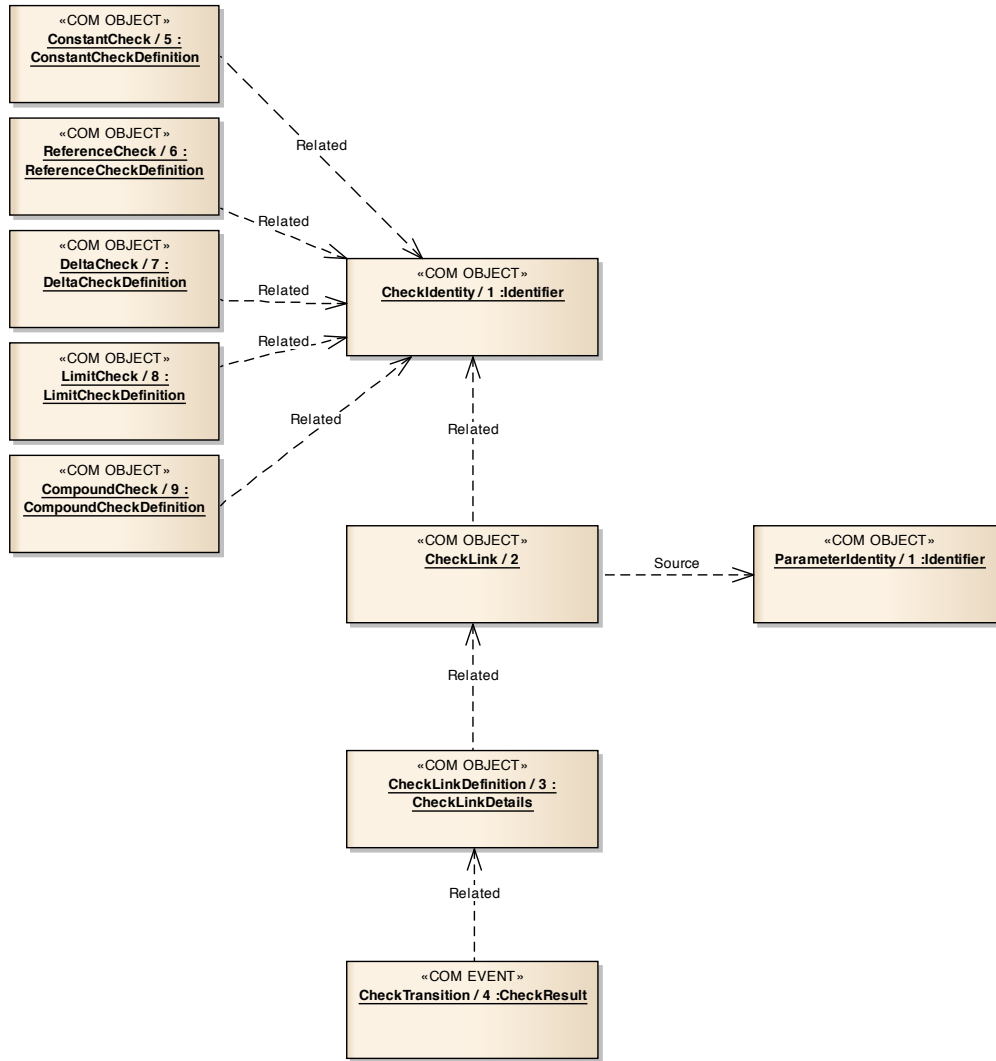 «COM OBJECT»
ConstantCheck / 5 :
ConstantCheckDefinition
«COM OBJECT»
ReferenceCheck / 6 :
ReferenceCheckDefinition
«COM OBJECT»
DeltaCheck / 7 :
DeltaCheckDefinition
«COM OBJECT»
LimitCheck / 8 :
LimitCheckDefinition
«COM OBJECT»
CompoundCheck / 9 :
CompoundCheckDefinition
Related
Related
Related
Related
Related
«COM OBJECT»
CheckIdentity / 1 :Identifier
Related
«COM OBJECT»
CheckLink / 2
Source
«COM OBJECT»
ParameterIdentity / 1 :Identifier
Related
«COM OBJECT»
CheckLinkDefinition / 3 :
CheckLinkDetails
Related
«COM EVENT»
CheckTransition / 4 :CheckResult